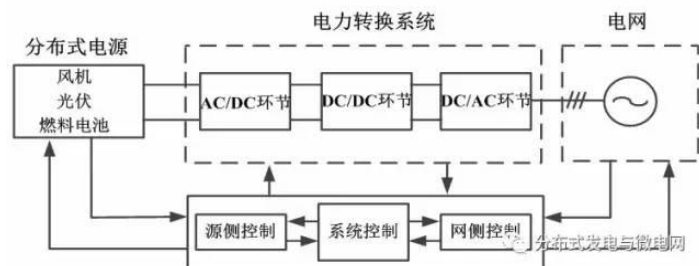 电力转换系统
电网
分布式电源
风机
光伏
燃料电池
AC/DC环节
DC/DC环节
DC/AC环节
源侧控制
系统控制
网侧控制
分布式发电与微电网